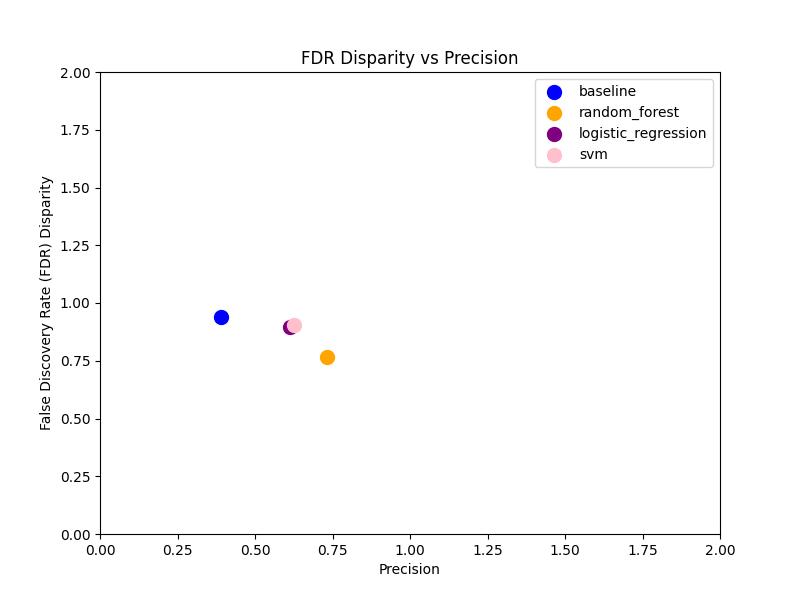 FDR Disparity vs Precision
2.00
1.75
1.50
1.25
1.00
0.75
0.50
0.25
0.00
False Discovery Rate (FDR) Disparity
baseline
random_forest
logistic_regression
svm
0.00 0.25 0.50 0.75 1.00 1.25 1.50 1.75 2.00
Precision